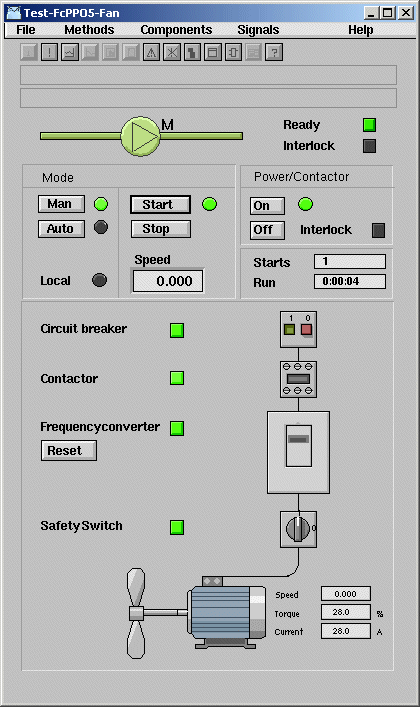 Test-FcPPO5-Fan
File Methods Components Signals Help
! ?
M
Ready
Interlock
Mode
Power/Contactor
Man Start On
Auto Stop Off Interlock
Speed
Local 0.000
Starts 1
Run 0:00:04
Circuit breaker 1 0
Contactor
Frequencyconverter
Reset
Safety Switch 0
Speed 0.000
Torque 28.0 %
Current 28.0 A